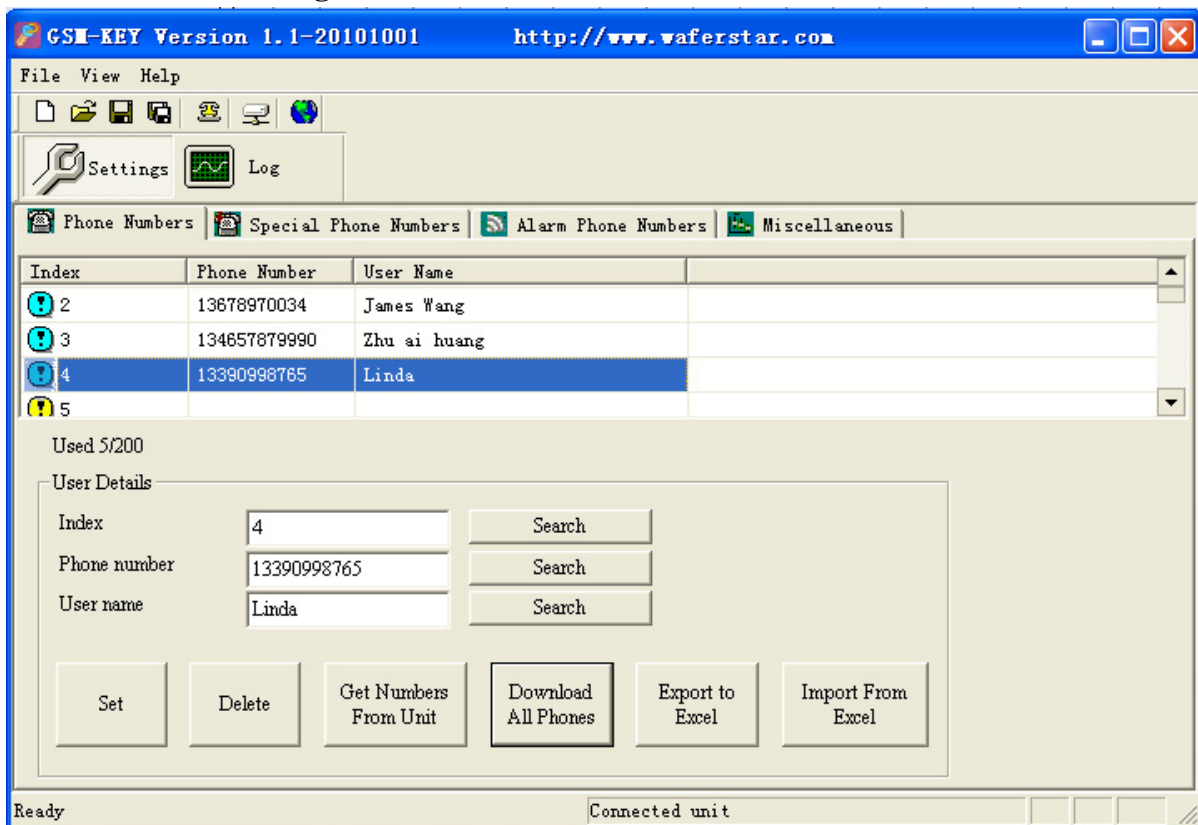 GSM-KEY Version 1.1-20101001 http://www.waferstar.com
File View Help
Settings Log
Phone Numbers Special Phone Numbers Alarm Phone Numbers Miscellaneous
Index Phone Number User Name
2 13678970034 James Wang
3 134657879990 Zhu ai huang
4 13390998765 Linda
5
Used 5/200
User Details
Index 4 Search
Phone number 13390998765 Search
User name Linda Search
Set Delete Get Numbers From Unit Download All Phones Export to Excel Import From Excel
Ready Connected unit